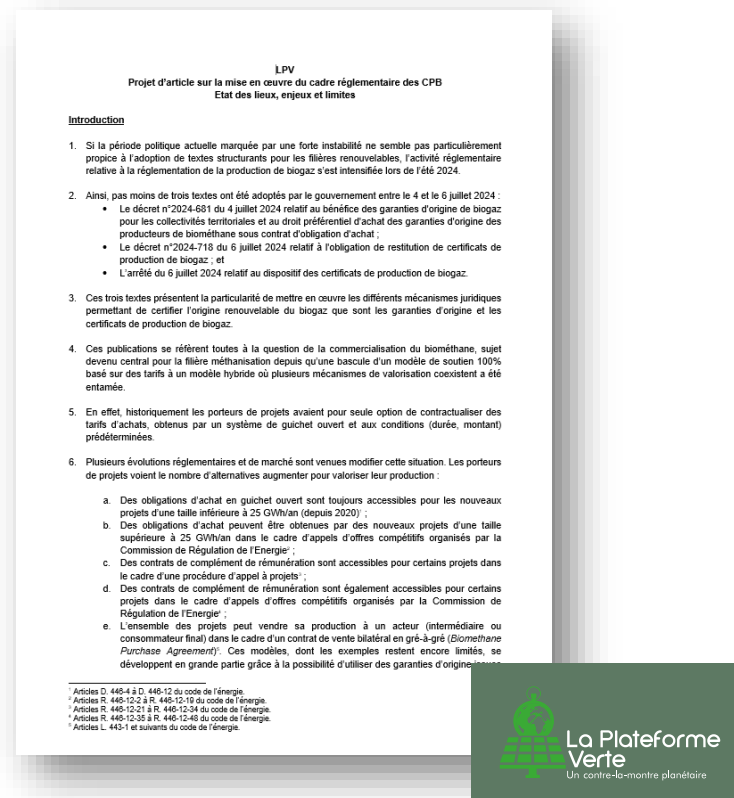 LPV
Projet d'article sur la mise en œuvre du cadre réglementaire des CPB
Etat des lieux, enjeux et limites
Introduction
1. Si la période politique actuelle marquée par une forte instabilité ne semble pas particulièrement
propice à l'adoption de textes structurants pour les filières renouvelables, l'activité réglementaire
relative à la réglementation de la production de biogaz s'est intensifiée lors de l'été 2024.
2. Ainsi, pas moins de trois textes ont été adoptés par le gouvernement entre le 4 et le 6 juillet 2024 :
• Le décret n°2024-681 du 4 juillet 2024 relatif au bénéfice des garanties d'origine de biogaz
pour les collectivités territoriales et au droit préférentiel d'achat des garanties d'origine des
producteurs de biométhane sous contrat d'obligation d'achat ;
• Le décret n°2024-718 du 6 juillet 2024 relatif à l'obligation de restitution de certificats de
production de biogaz ; et
• L'arrêté du 6 juillet 2024 relatif au dispositif des certificats de production de biogaz.
3. Ces trois textes présentent la particularité de mettre en œuvre les différents mécanismes juridiques
permettant de certifier l'origine renouvelable du biogaz que sont les garanties d'origine et les
certificats de production de biogaz.
4. Ces publications se réfèrent toutes à la question de la commercialisation du biométhane, sujet
devenu central pour la filière méthanisation depuis qu'une bascule d'un modèle de soutien 100%
basé sur des tarifs à un modèle hybride où plusieurs mécanismes de valorisation coexistent a été
entamée.
5. En effet, historiquement les porteurs de projets avaient pour seule option de contractualiser des
tarifs d'achats, obtenus par un système de guichet ouvert et aux conditions (durée, montant)
prédéterminées.
6. Plusieurs évolutions réglementaires et de marché sont venues modifier cette situation. Les porteurs
de projets voient le nombre d'alternatives augmenter pour valoriser leur production :
a. Des obligations d'achat en guichet ouvert sont toujours accessibles pour les nouveaux
projets d'une taille inférieure à 25 GWh/an (depuis 2020)¹ ;
b. Des obligations d'achat peuvent être obtenues par des nouveaux projets d'une taille
supérieure à 25 GWh/an dans le cadre d'appels d'offres compétitifs organisés par la
Commission de Régulation de l'Energie² ;
c. Des contrats de complément de rémunération sont accessibles pour certains projets dans
le cadre d'une procédure d'appel à projets³ ;
d. Des contrats de complément de rémunération sont également accessibles pour certains
projets dans le cadre d'appels d'offres compétitifs organisés par la Commission de
Régulation de l'Energie⁴ ;
e. L'ensemble des projets peut vendre sa production à un acteur (intermédiaire ou
consommateur final) dans le cadre d'un contrat de vente bilatéral en gré-à-gré (Biomethane
Purchase Agreement)⁵. Ces modèles, dont les exemples restent encore limités, se
développent en grande partie grâce à la possibilité d'utiliser des garanties d'origine issues
¹ Articles D. 446-4 à D. 446-12 du code de l'énergie.
² Articles R. 446-12-2 à R. 446-12-19 du code de l'énergie.
³ Articles R. 446-12-21 à R. 446-12-34 du code de l'énergie.
⁴ Articles R. 446-12-35 à R. 446-12-48 du code de l'énergie.
⁵ Articles L. 443-1 et suivants du code de l'énergie.
La Plateforme
Verte
Un contre-la-montre planétaire